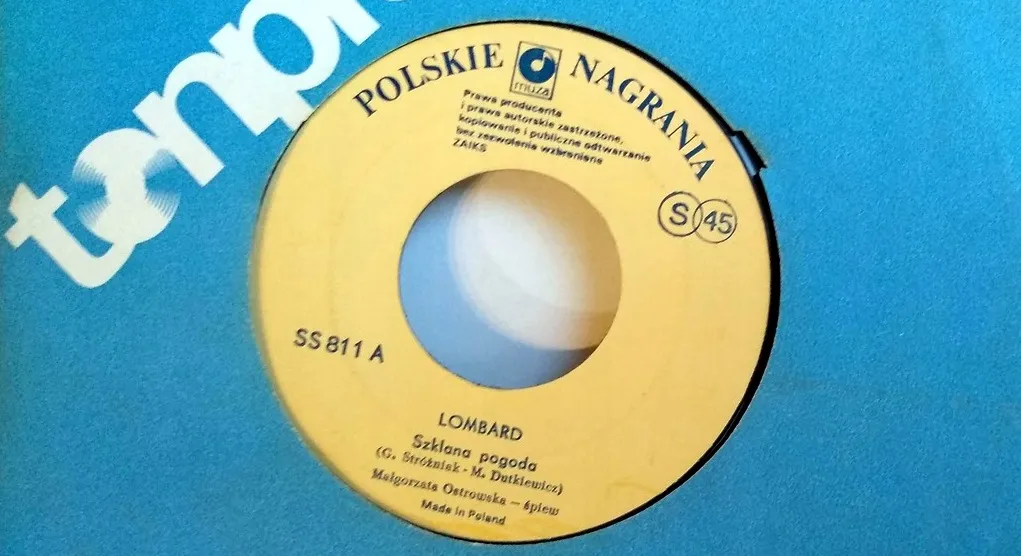 tonpr
POLSKIE NAGRANIA
muza
Prawa producenta
i prawa autorskie zastrzeżone,
kopiowanie i publiczne odtwarzanie
bez zezwolenia wzbronione
ZAIKS
S 45
SS 811 A
LOMBARD
Szklana pogoda
(G. Stróżniak - M. Dutkiewicz)
Małgorzata Ostrowska — śpiew
Made in Poland